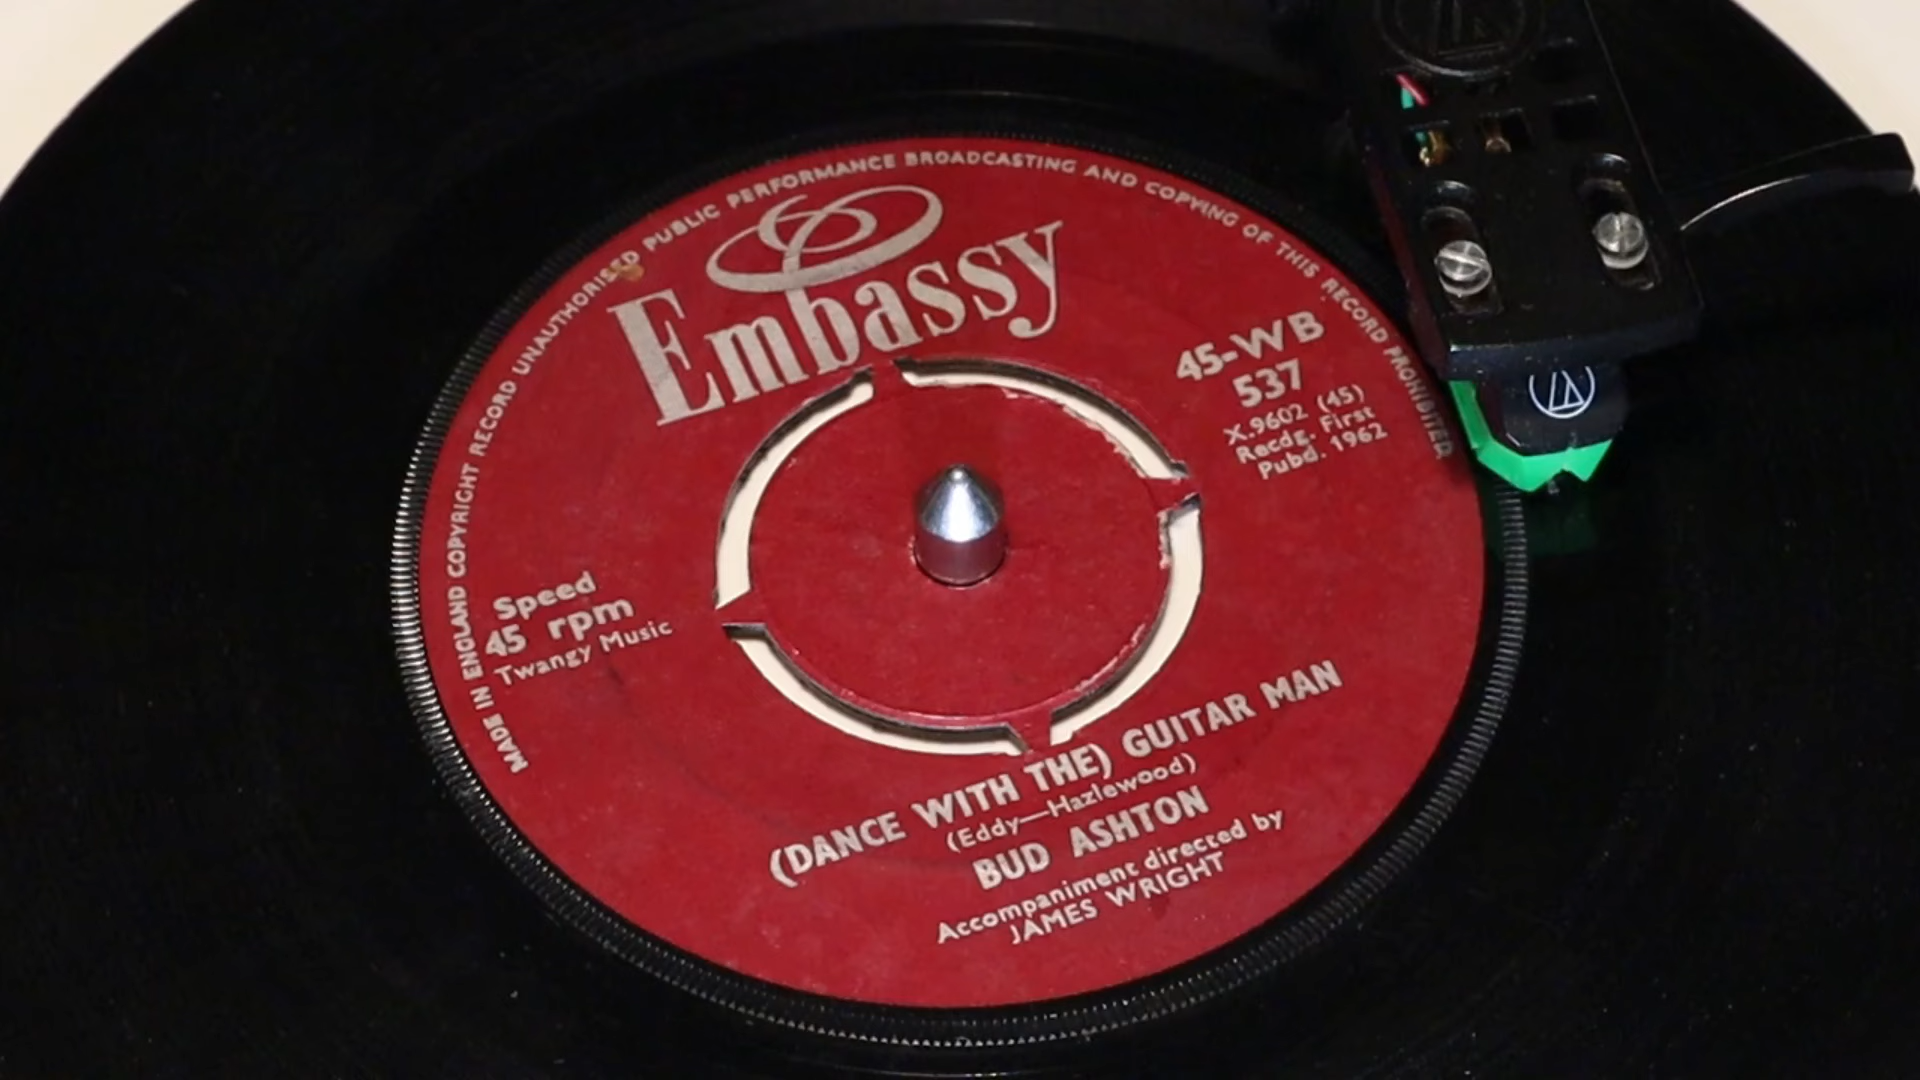 MADE IN ENGLAND COPYRIGHT RECORD UNAUTHORISED PUBLIC PERFORMANCE BROADCASTING AND COPYING OF THIS RECORD PROHIBITED
Embassy
45-WB
537
X.9602 (45)
Recdg. First
Pubd. 1962
Speed
45 rpm
Twangy Music
(DANCE WITH THE) GUITAR MAN
(Eddy—Hazlewood)
BUD ASHTON
Accompaniment directed by
JAMES WRIGHT